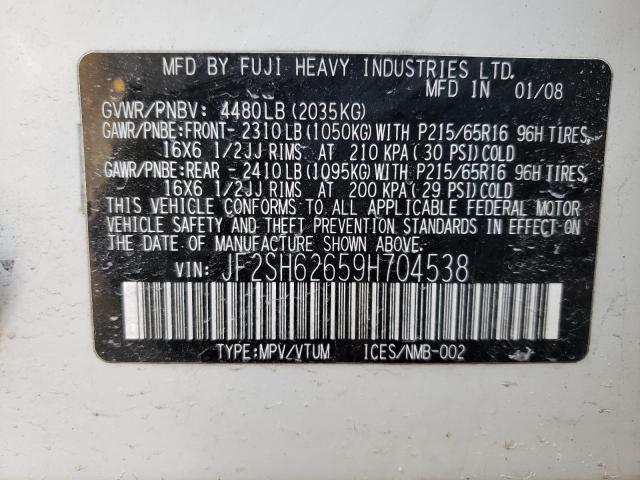 MFD BY FUJI HEAVY INDUSTRIES LTD.
MFD IN 01/08
GVWR/PNBV: 4480LB (2035KG)
GAWR/PNBE:FRONT- 2310LB (1050KG) WITH P215/65R16 96H TIRES,
16X6 1/2JJ RIMS AT 210 KPA (30 PSI) COLD
GAWR/PNBE:REAR - 2410LB (1095KG) WITH P215/65R16 96H TIRES,
16X6 1/2JJ RIMS AT 200 KPA (29 PSI) COLD
THIS VEHICLE CONFORMS TO ALL APPLICABLE FEDERAL MOTOR
VEHICLE SAFETY AND THEFT PREVENTION STANDARDS IN EFFECT ON
THE DATE OF MANUFACTURE SHOWN ABOVE.
VIN: JF2SH62659H704538
TYPE:MPV/VTUM ICES/NMB-002